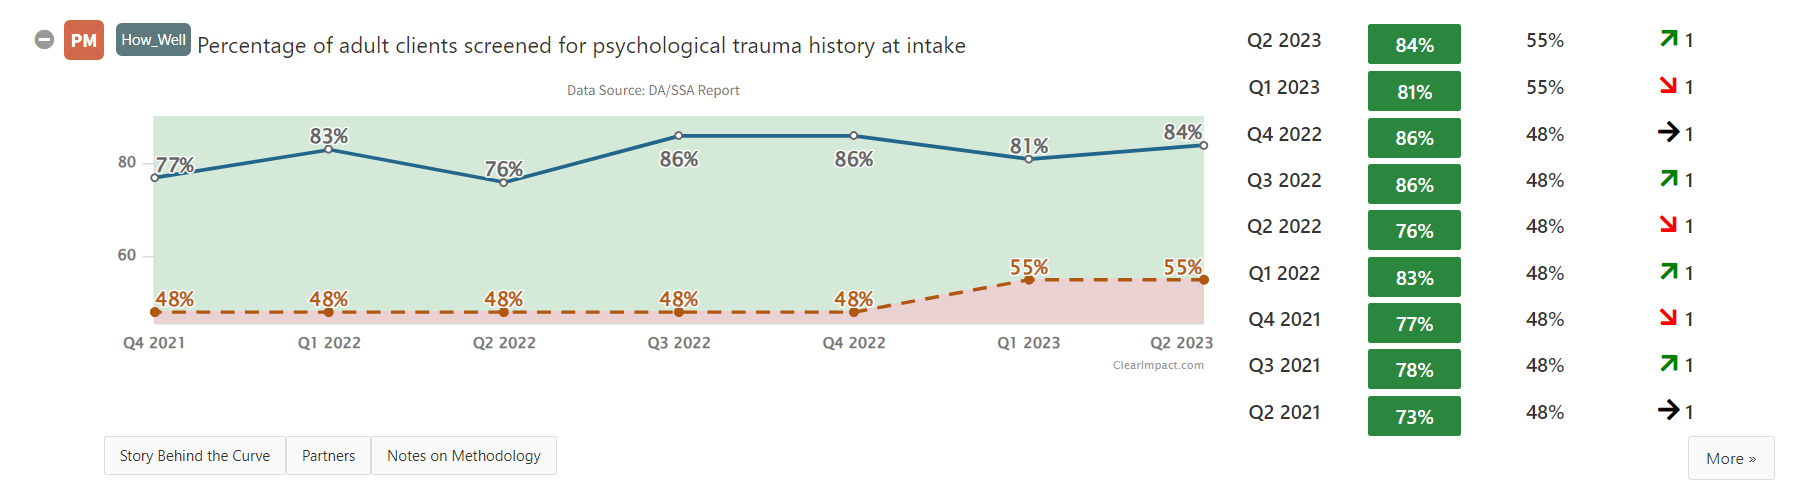 PM How_Well Percentage of adult clients screened for psychological trauma history at intake
Data Source: DA/SSA Report
80
60
77% 83% 76% 86% 86% 81% 84%
48% 48% 48% 48% 48% 55% 55%
Q4 2021 Q1 2022 Q2 2022 Q3 2022 Q4 2022 Q1 2023 Q2 2023
ClearImpact.com
Q2 2023 84% 55% 1
Q1 2023 81% 55% 1
Q4 2022 86% 48% 1
Q3 2022 86% 48% 1
Q2 2022 76% 48% 1
Q1 2022 83% 48% 1
Q4 2021 77% 48% 1
Q3 2021 78% 48% 1
Q2 2021 73% 48% 1
Story Behind the Curve Partners Notes on Methodology
More »